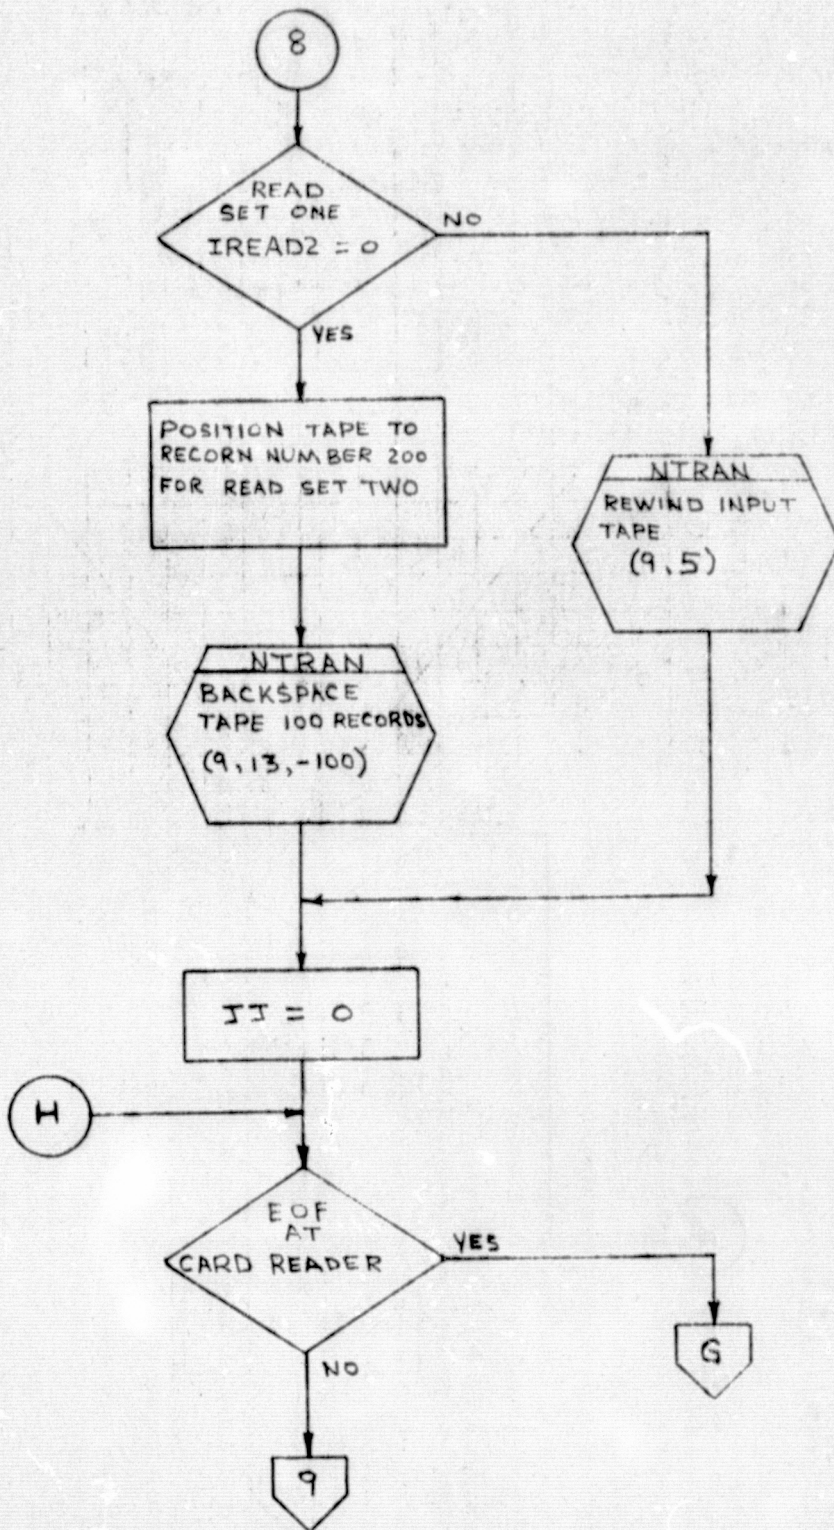 8
READ
SET ONE
IREAD2 = 0
NO
YES
POSITION TAPE TO
RECORN NUMBER 200
FOR READ SET TWO
NTRAN
REWIND INPUT
TAPE
(9,5)
NTRAN
BACKSPACE
TAPE 100 RECORDS
(9,13,-100)
JJ = 0
H
EOF
AT
CARD READER
YES
G
NO
9